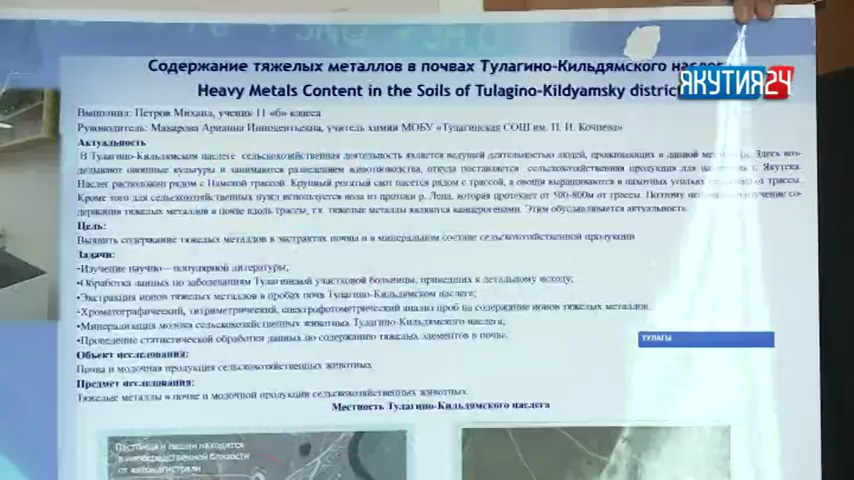 Содержание тяжелых металлов в почвах Тулагино-Кильдямского наслег
ЯКУТИЯ24
Heavy Metals Content in the Soils of Tulagino-Kildyamsky district
Выполнил: Петров Михаил, ученик 11 «б» класса
Руководитель: Макарова Арианна Иннокентьевна, учитель химии МОБУ «Тулагинская СОШ им. П. И. Кочнева»
Актуальность
В Тулагино-Кильдямском наслеге сельскохозяйственная деятельность является ведущей деятельностью людей, проживающих в данной Здесь воз-
делывают овощные культуры и занимаются разведением животноводства, откуда поставляется сельскохозяйственная продукция для г. Якутска.
Наслег расположен рядом с Намской трассой. Крупный рогатый скот пасется рядом с трассой, а овощи выращиваются в пахотных угодьях от трассы.
Кроме того для сельскохозяйственных нужд используется вода из протоки р. Лена, которая протекает от 500-800м от трассы. Поэтому изучение со-
держания тяжелых металлов в почве вдоль трассы, т.к. тяжелые металлы являются канцерогенами. Этим обуславливается актуальность.
Цель:
Выявить содержание тяжелых металлов в экстрактах почвы и в минеральном составе сельскохозяйственной продукции
Задачи:
•Изучение научно – популярной литературы;
•Обработка данных по заболеваниям Тулагинской участковой больницы, приведших к летальному исходу;
•Экстракция ионов тяжелых металлов в пробах почв Тулагино-Кильдямском наслеге;
•Хроматографический, титриметрический, спектрофотометрический анализ проб на содержание ионов тяжелых металлов
•Минерализация молока сельскохозяйственных животных Тулагино-Кильдямского наслега;
•Проведение статистической обработки данных по содержанию тяжелых элементов в почве.
ТУЛАГЫ
Объект исследования:
Почва и молочная продукция сельскохозяйственных животных
Предмет исследования:
Тяжелые металлы в почве и молочной продукции сельскохозяйственных животных.
Местность Тулагино-Кильдямского наслега
Пастбища и пашни находятся
в непосредственной близости
от автомагистрали